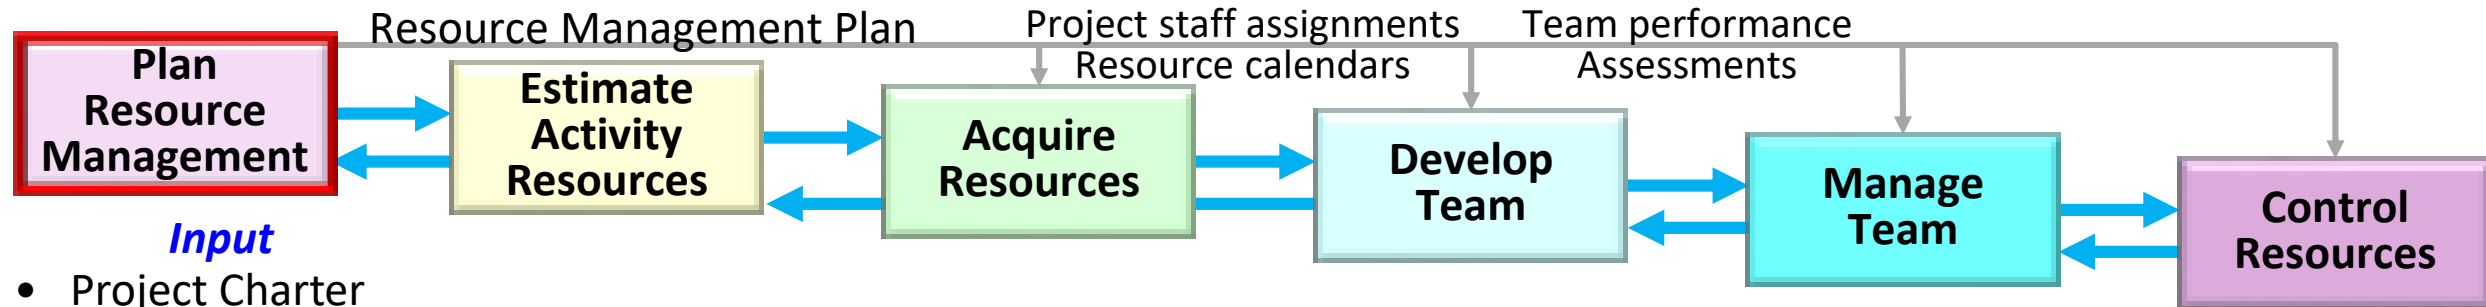 Resource Management Plan
Project staff assignments
Resource calendars
Team performance
Assessments
Plan
Resource
Management
Estimate
Activity
Resources
Acquire
Resources
Develop
Team
Manage
Team
Control
Resources
Input
• Project Charter